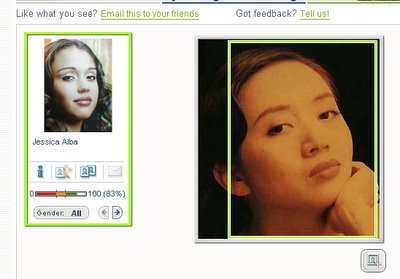 Like what you see? Email this to your friends Got feedback? Tell us!
Jessica Alba
0 100 (83%)
Gender: All